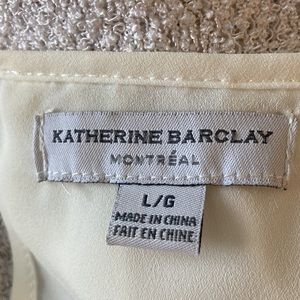 KATHERINE BARCLAY
MONTRÉAL
L/G
MADE IN CHINA
FAIT EN CHINE